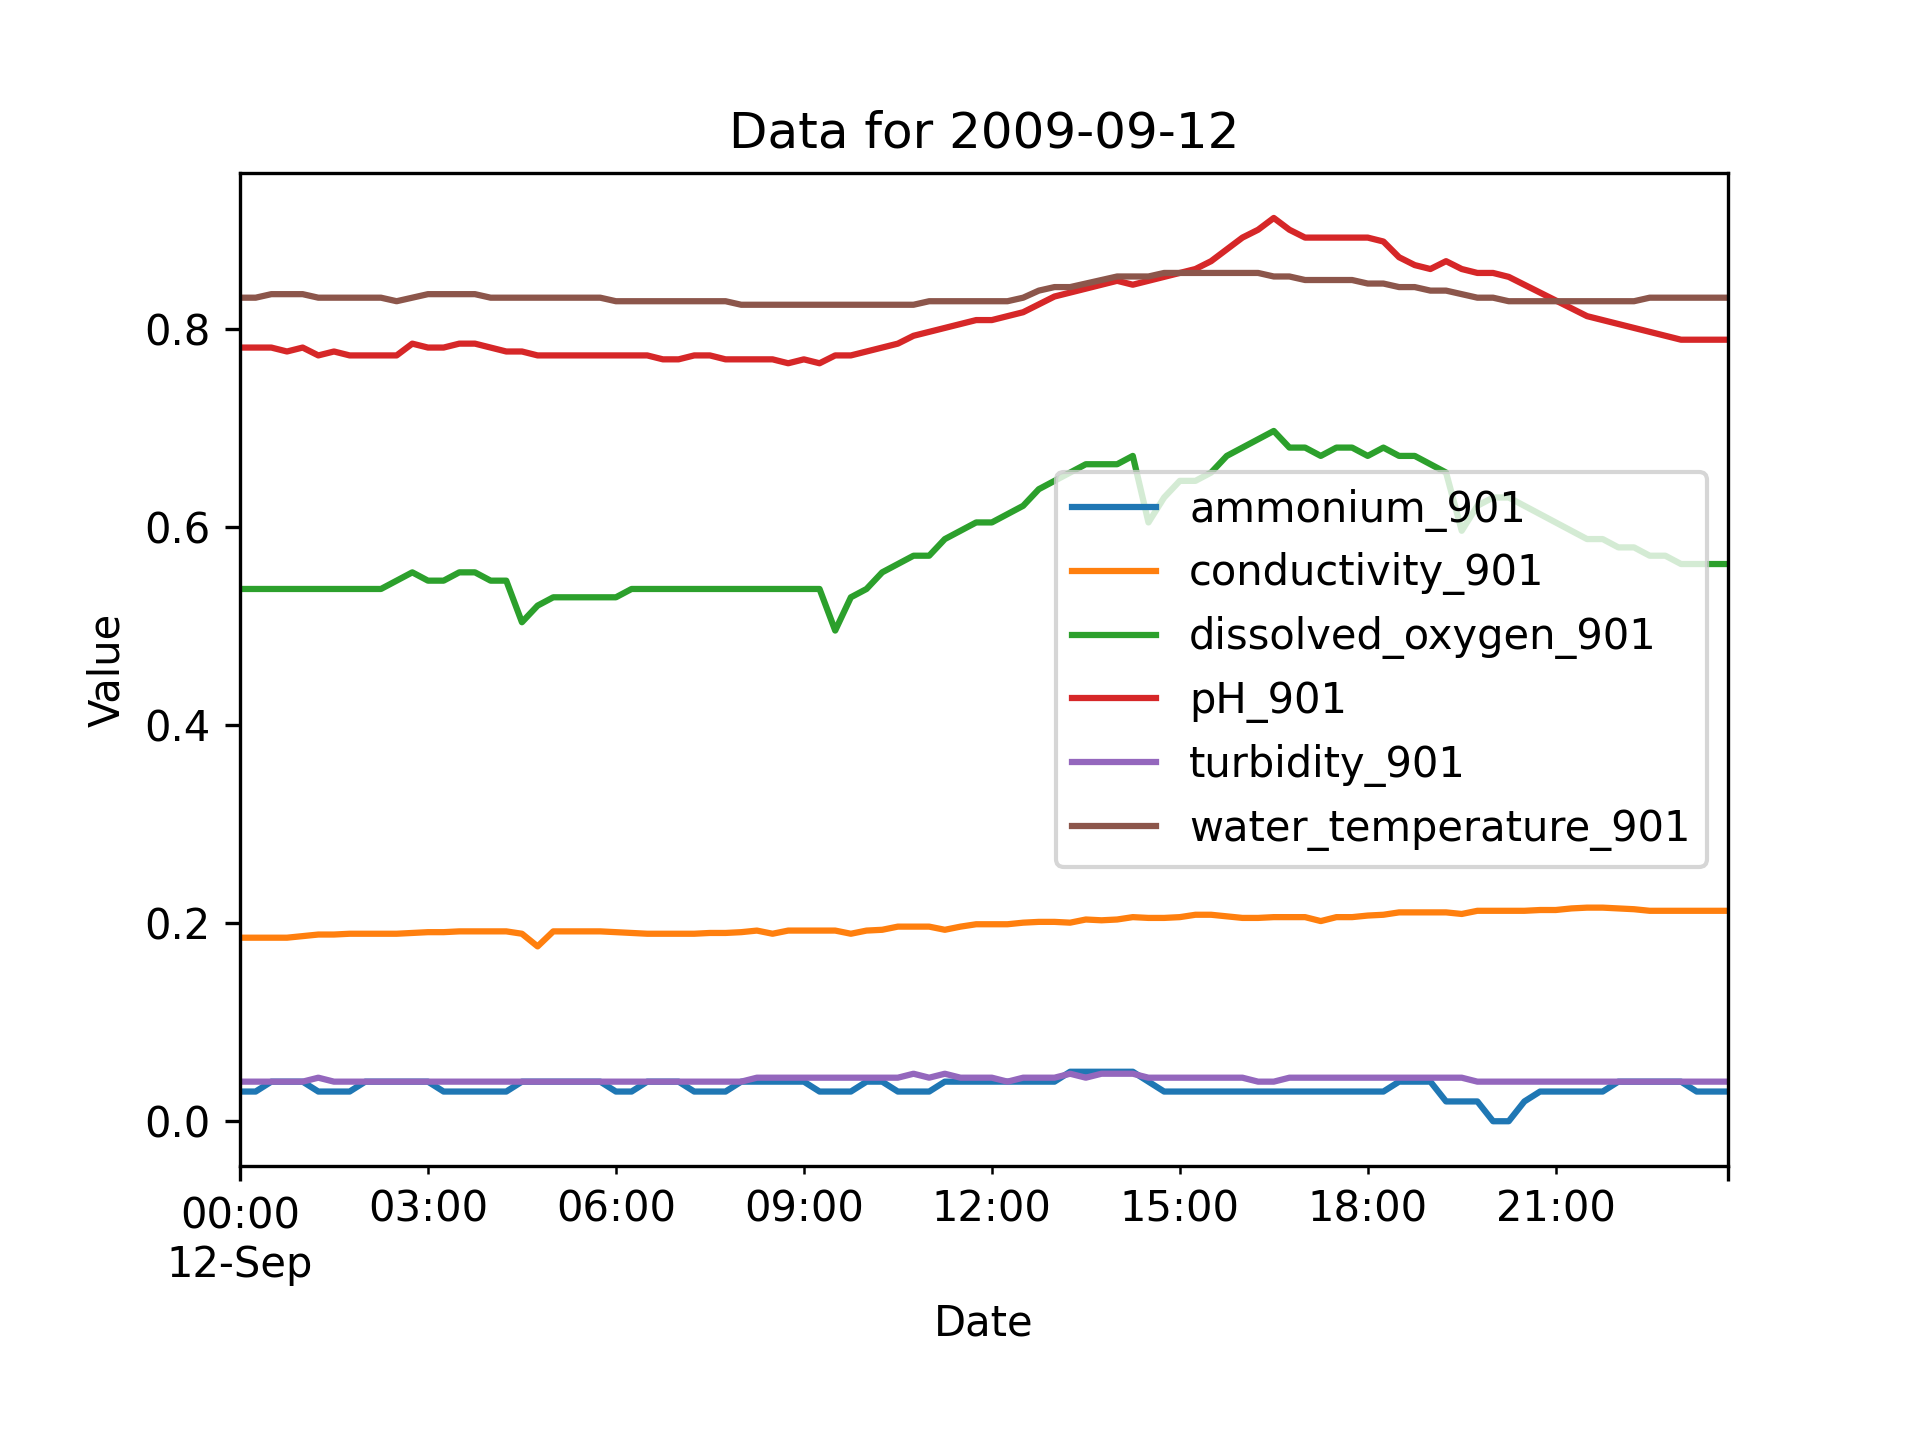 Data for 2009-09-12
Value
0.8
0.6
0.4
0.2
0.0
ammonium_901
conductivity_901
dissolved_oxygen_901
pH_901
turbidity_901
water_temperature_901
00:00 03:00 06:00 09:00 12:00 15:00 18:00 21:00
12-Sep
Date